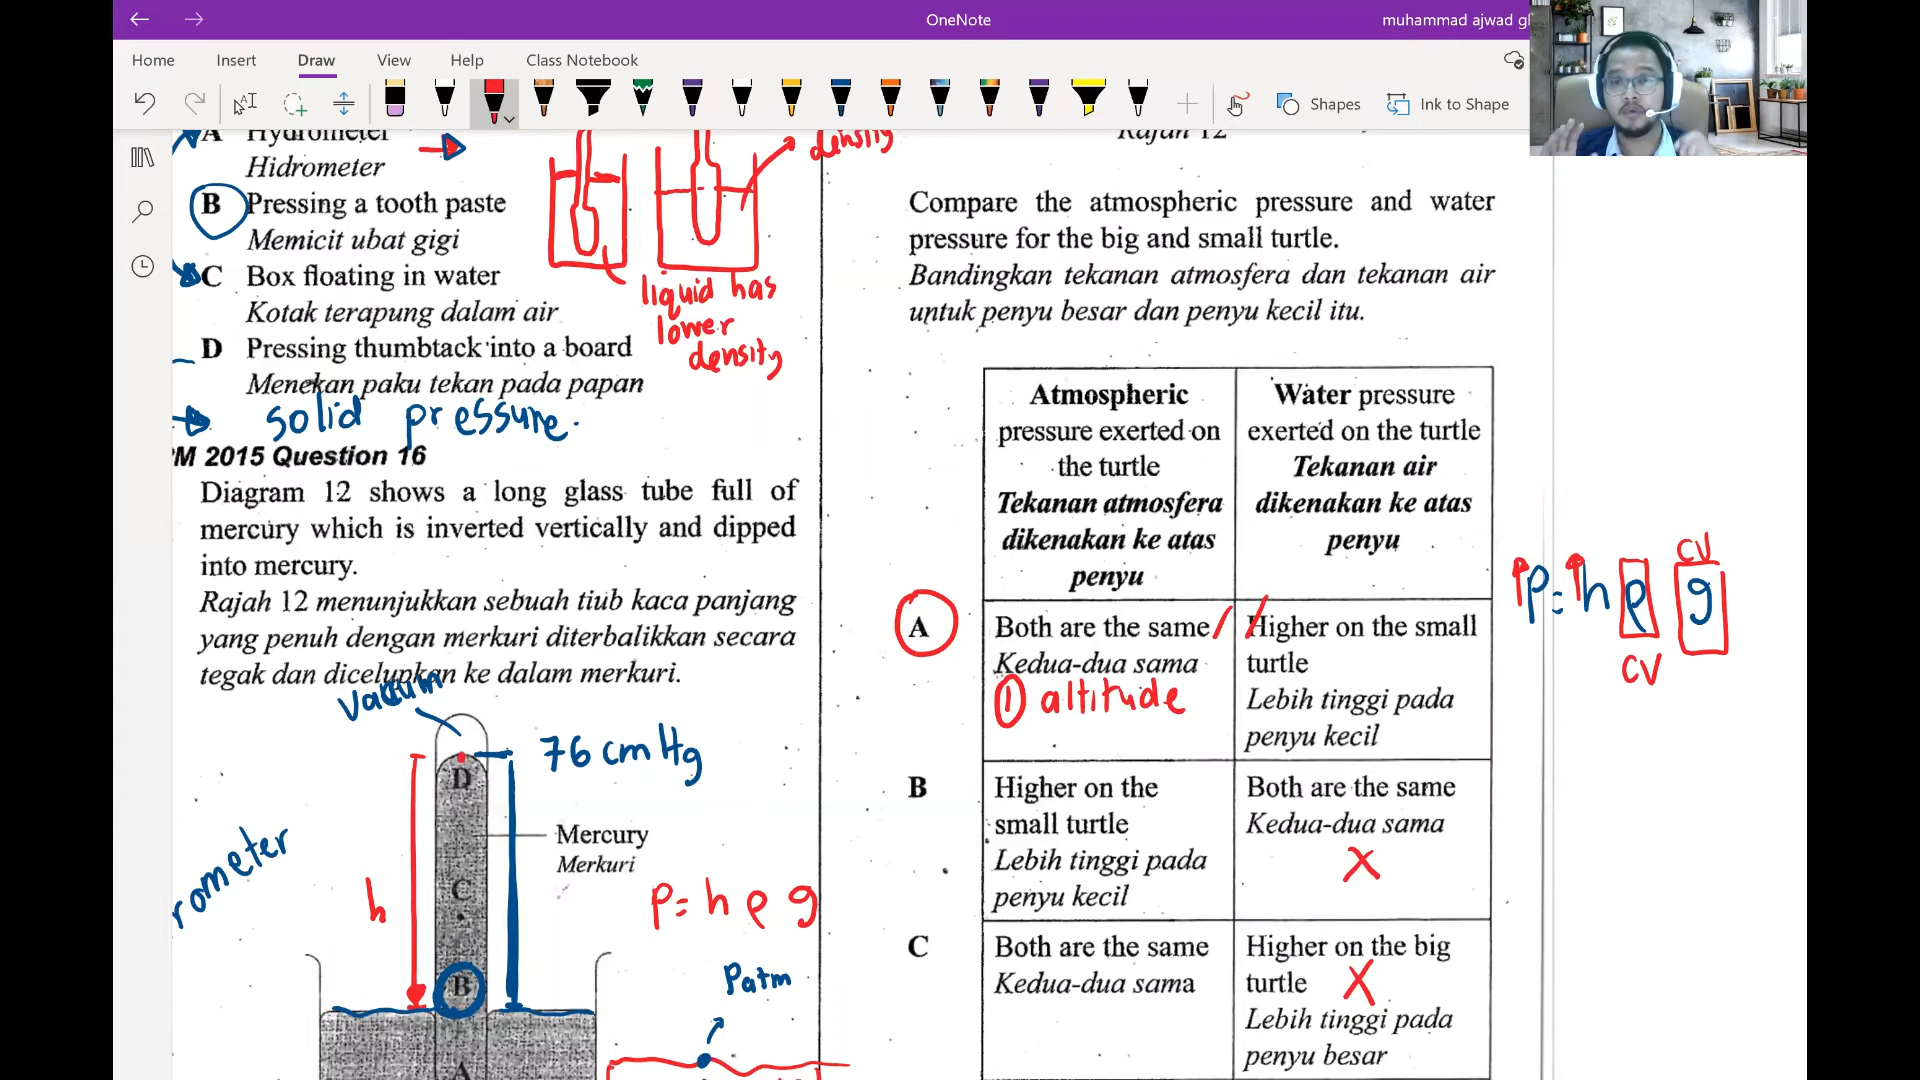 OneNote
muhammad ajwad
Home Insert Draw View Help Class Notebook
Shapes Ink to Shape
A Hydrometer
Hidrometer
B Pressing a tooth paste
Memicit ubat gigi
C Box floating in water
Kotak terapung dalam air
D Pressing thumbtack into a board
Menekan paku tekan pada papan
solid pressure.
density
liquid has
lower
density
M 2015 Question 16
Diagram 12 shows a long glass tube full of
mercury which is inverted vertically and dipped
into mercury.
Rajah 12 menunjukkan sebuah tiub kaca panjang
yang penuh dengan merkuri diterbalikkan secara
tegak dan dicelupkan ke dalam merkuri.
Vacuum
76 cm Hg
D
Mercury
Merkuri
rometer
C
h
P = h ρ g
B
Patm
A
Rajah 12
Compare the atmospheric pressure and water
pressure for the big and small turtle.
Bandingkan tekanan atmosfera dan tekanan air
untuk penyu besar dan penyu kecil itu.
Atmospheric
pressure exerted on
the turtle
Tekanan atmosfera
dikenakan ke atas
penyu
Water pressure
exerted on the turtle
Tekanan air
dikenakan ke atas
penyu
A
Both are the same
Kedua-dua sama
① altitude
Higher on the small
turtle
Lebih tinggi pada
penyu kecil
B
Higher on the
small turtle
Lebih tinggi pada
penyu kecil
Both are the same
Kedua-dua sama
X
C
Both are the same
Kedua-dua sama
Higher on the big
turtle X
Lebih tinggi pada
penyu besar
CV
↑P = ↑h ρ g
CV